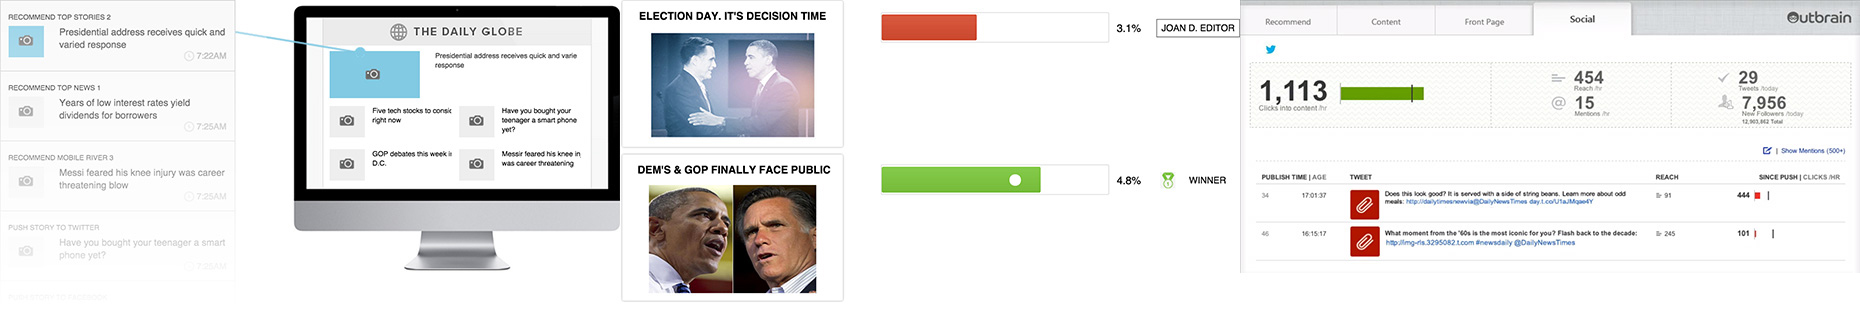 RECOMMEND TOP STORIES 2
Presidential address receives quick and
varied response
7:22AM
RECOMMEND TOP NEWS 1
Years of low interest rates yield
dividends for borrowers
7:25AM
RECOMMEND MOBILE RIVER 3
Messi feared his knee injury was career
threatening blow
7:25AM
PUSH STORY TO TWITTER
Have you bought your teenager a smart
phone yet?
7:25AM
THE DAILY GLOBE
Presidential address receives quick and varie
response
Five tech stocks to consid
right now
Have you bought your
teenager a smart phone
yet?
GOP debates this week i
D.C.
Messir feared his knee inj
was career threatening
ELECTION DAY. IT'S DECISION TIME
DEM'S & GOP FINALLY FACE PUBLIC
3.1%
JOAN D. EDITOR
4.8%
WINNER
Recommend
Content
Front Page
Social
Outbrain
1,113
Clicks into content /hr
454
Reach /hr
15
Mentions /hr
29
Tweets /today
7,956
New Followers /today
12,903,862 Total
| Show Mentions (500+)
PUBLISH TIME | AGE
TWEET
REACH
SINCE PUSH | CLICKS /HR
34
17:01:37
Does this look good? It is served with a side of string beans. Learn more about odd
meals: http://dailytimesnewvia@DailyNewsTimes day.t.co/U1aJMqae4Y
91
444
46
16:15:17
What moment from the '60s is the most iconic for you? Flash back to the decade:
http://img-rls.3295082.t.com #newsdaily @DailyNewsTimes
245
101